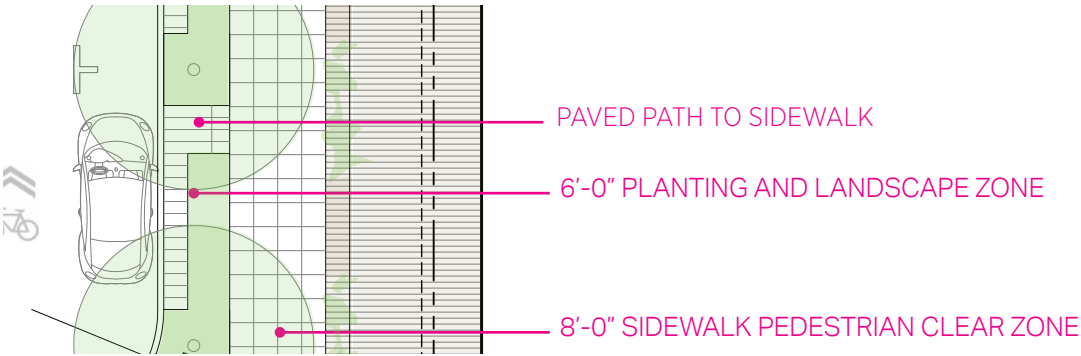 PAVED PATH TO SIDEWALK
6'-0" PLANTING AND LANDSCAPE ZONE
8'-0" SIDEWALK PEDESTRIAN CLEAR ZONE